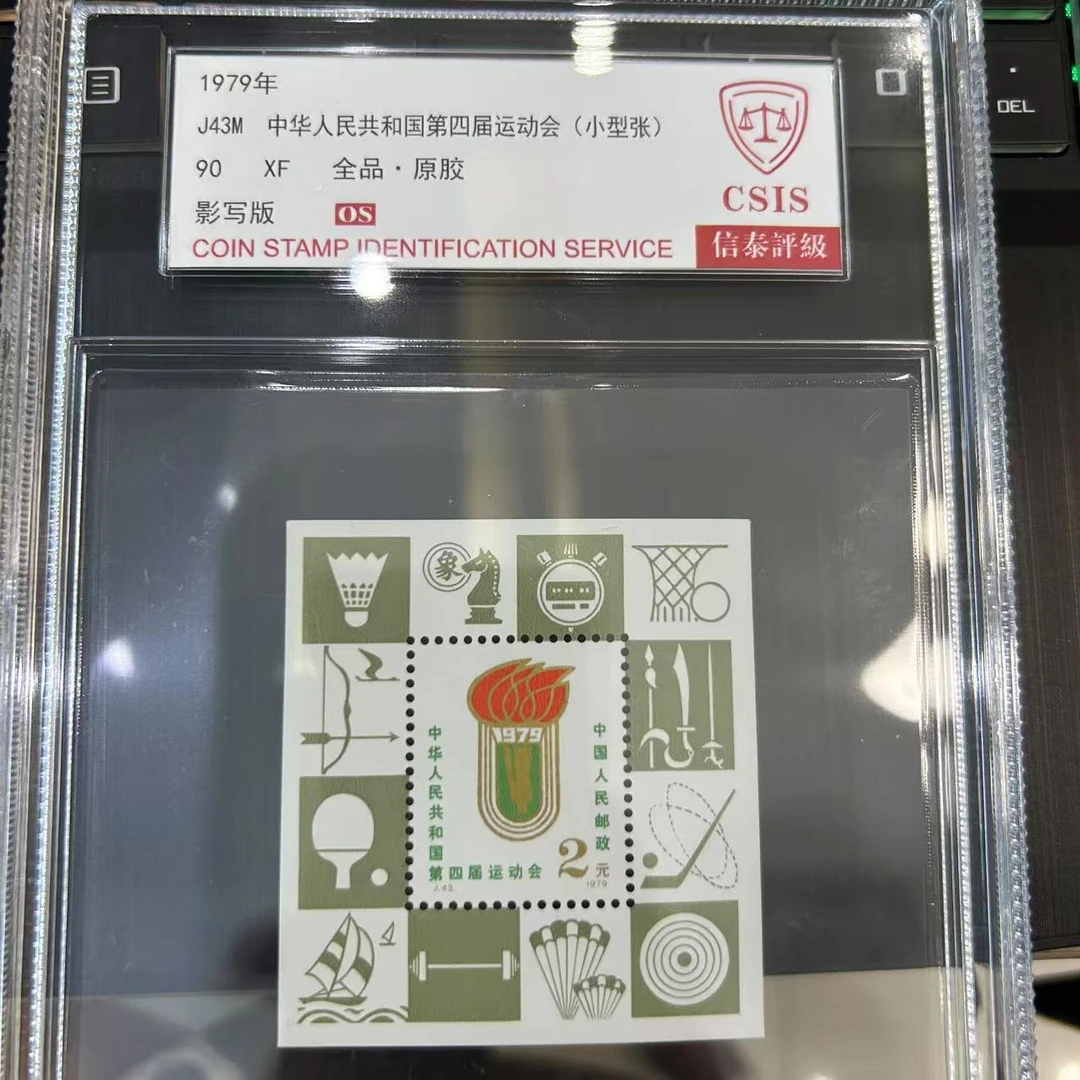 1979年
J43M 中华人民共和国第四届运动会（小型张）
90 XF 全品·原胶
影写版 OS
COIN STAMP IDENTIFICATION SERVICE
CSIS
信泰評級
DEL
象
1979
中华人民共和国
第四届运动会
中国人民邮政
2元
J.43.
1979